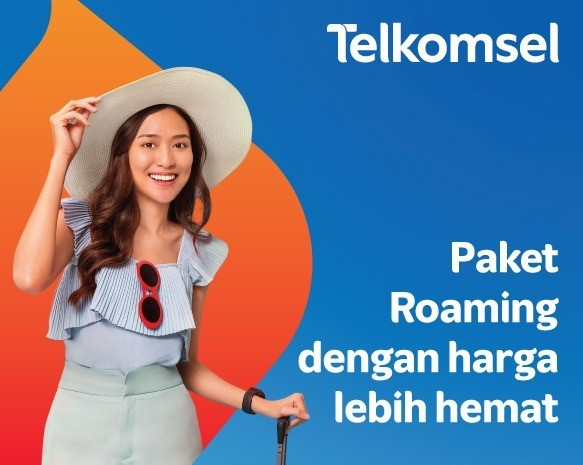 Telkomsel
Paket
Roaming
dengan harga
lebih hemat